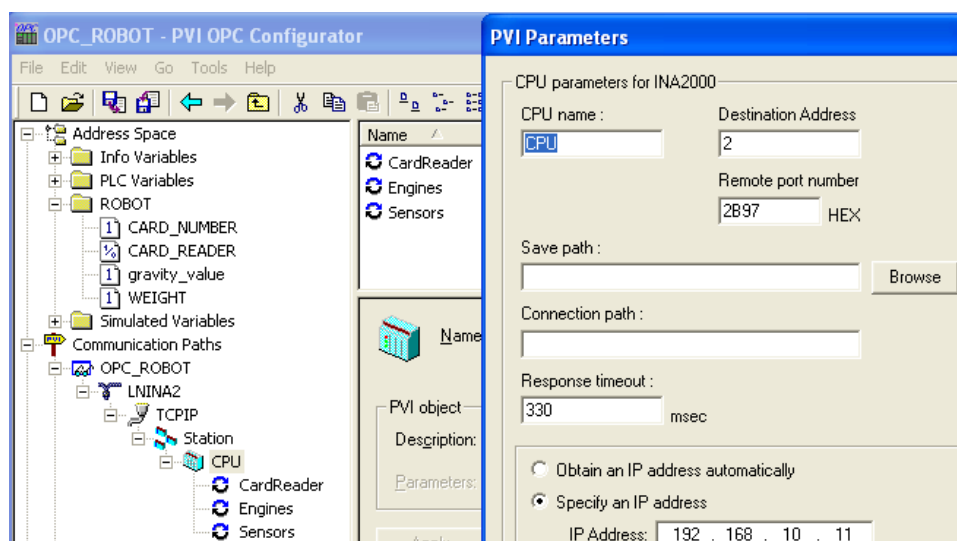 OPC_ROBOT - PVI OPC Configurator
File Edit View Go Tools Help
Address Space
Info Variables
PLC Variables
ROBOT
CARD_NUMBER
CARD_READER
gravity_value
WEIGHT
Simulated Variables
Communication Paths
OPC_ROBOT
LNINA2
TCPIP
Station
CPU
CardReader
Engines
Sensors
Name
CardReader
Engines
Sensors
Name
PVI object
Description:
Parameters:
PVI Parameters
CPU parameters for INA2000
CPU name : Destination Address
CPU 2
Remote port number
2B97 HEX
Save path :
Browse
Connection path :
Response timeout :
330 msec
Obtain an IP address automatically
Specify an IP address
IP Address: 192 . 168 . 10 . 11